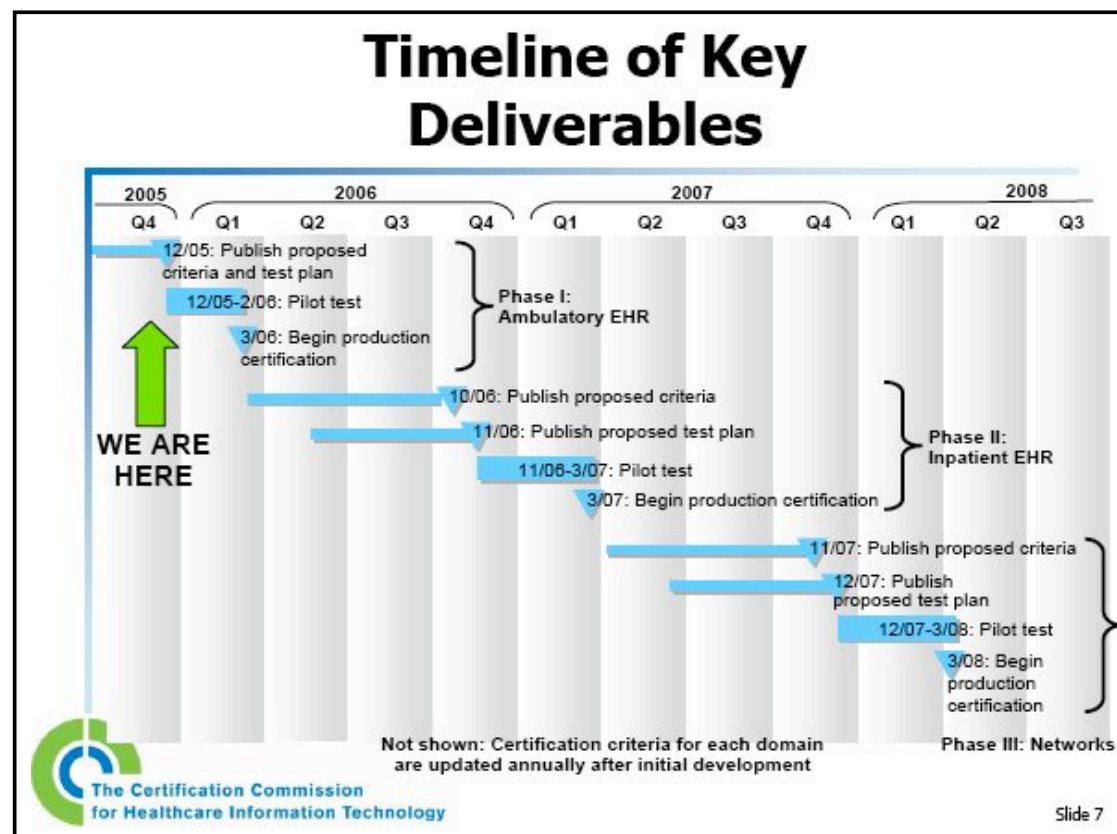 Timeline of Key
Deliverables
2005 2006 2007 2008
Q4 Q1 Q2 Q3 Q4 Q1 Q2 Q3 Q4 Q1 Q2 Q3
12/05: Publish proposed
criteria and test plan
12/05-2/06: Pilot test
3/06: Begin production
certification
Phase I:
Ambulatory EHR
WE ARE
HERE
10/06: Publish proposed criteria
11/06: Publish proposed test plan
11/06-3/07: Pilot test
3/07: Begin production certification
Phase II:
Inpatient EHR
11/07: Publish proposed criteria
12/07: Publish
proposed test plan
12/07-3/08: Pilot test
3/08: Begin
production
certification
Phase III: Networks
Not shown: Certification criteria for each domain
are updated annually after initial development
The Certification Commission
for Healthcare Information Technology
Slide 7